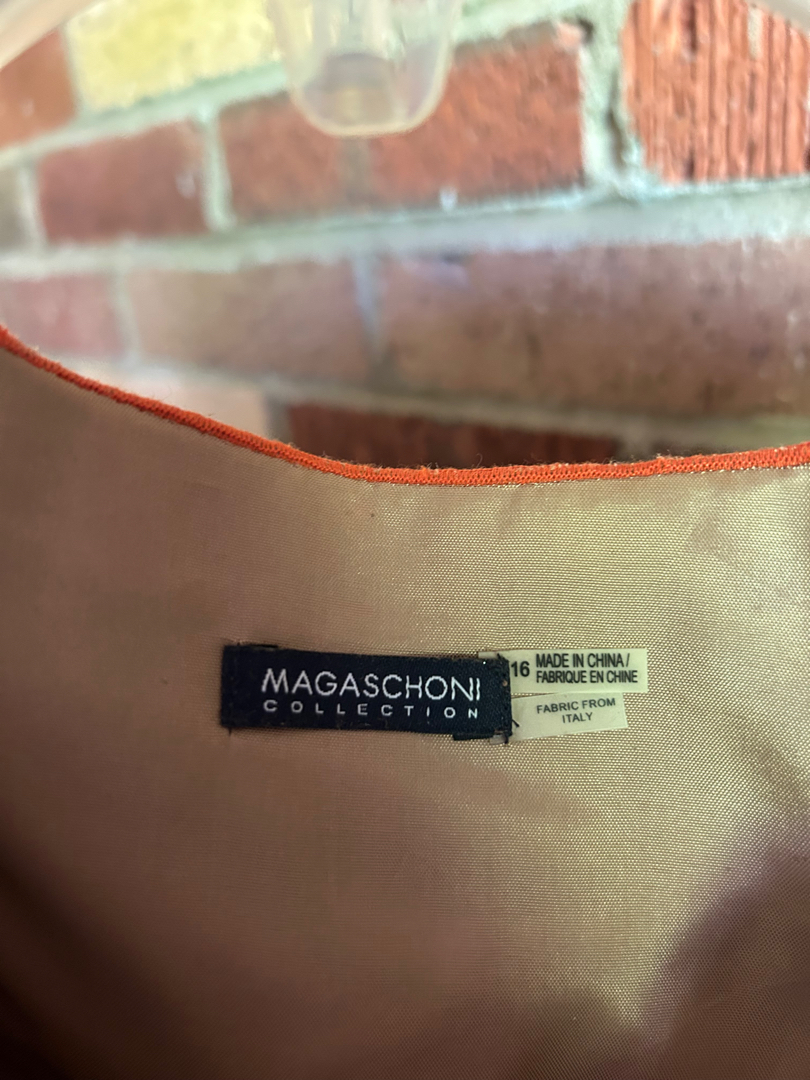 MAGASCHONI
COLLECTION
16
MADE IN CHINA /
FABRIQUE EN CHINE
FABRIC FROM
ITALY